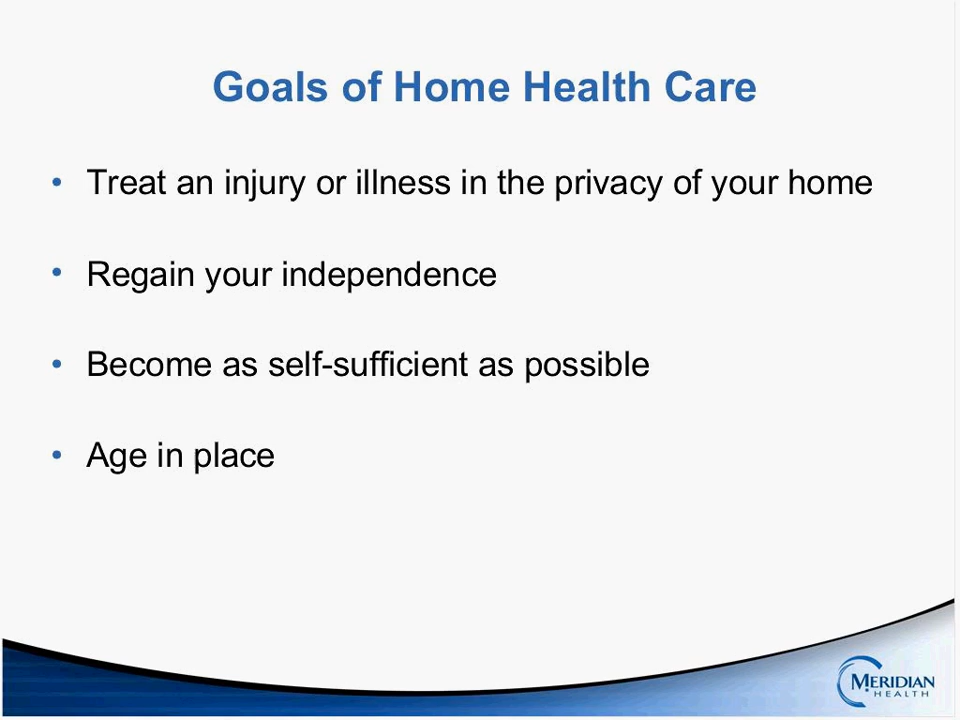 Goals of Home Health Care
• Treat an injury or illness in the privacy of your home
• Regain your independence
• Become as self-sufficient as possible
• Age in place
MERIDIAN
HEALTH